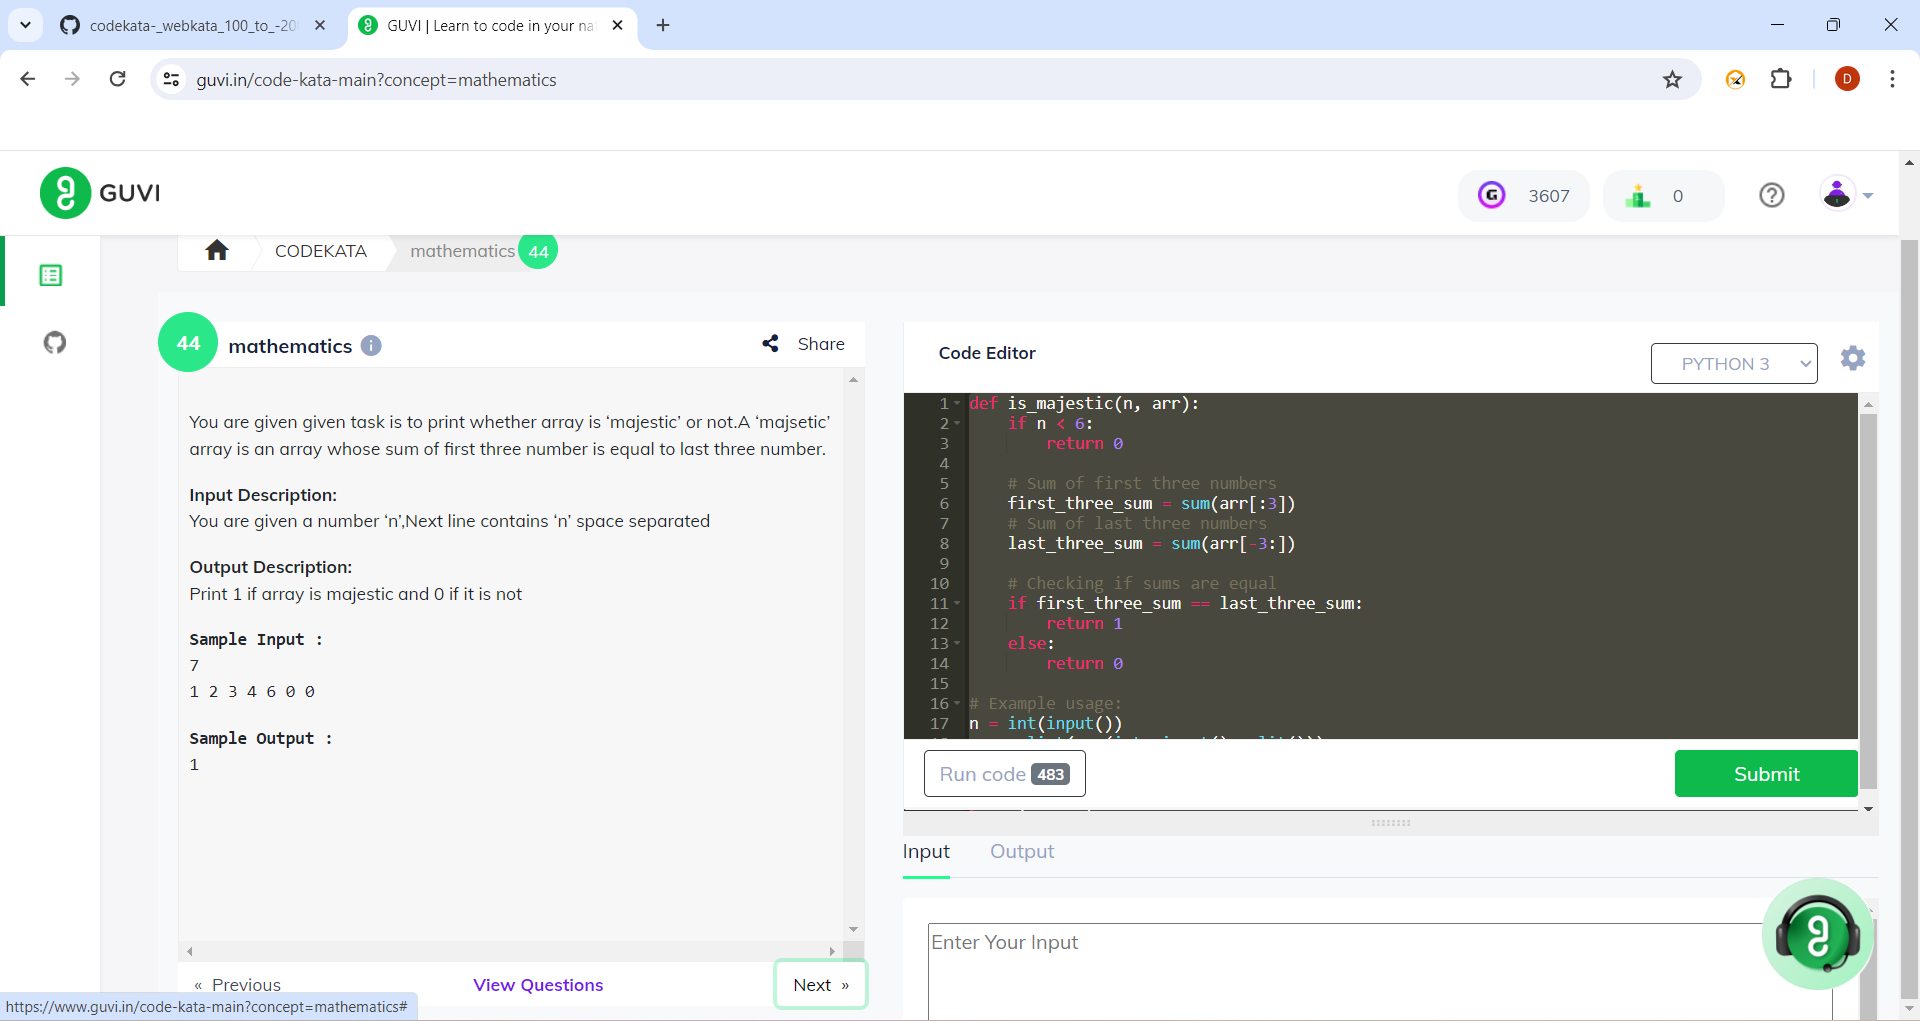 codekata-_webkata_100_to_-20
GUVI | Learn to code in your na
guvi.in/code-kata-main?concept=mathematics
D
GUVI
G 3607
0
CODEKATA
mathematics 44
44 mathematics
Share
You are given given task is to print whether array is ‘majestic’ or not.A ‘majsetic’
array is an array whose sum of first three number is equal to last three number.
Input Description:
You are given a number ‘n’,Next line contains ‘n’ space separated
Output Description:
Print 1 if array is majestic and 0 if it is not
Sample Input :
7
1 2 3 4 6 0 0
Sample Output :
1
« Previous
View Questions
Next »
https://www.guvi.in/code-kata-main?concept=mathematics#
Code Editor
PYTHON 3
1 def is_majestic(n, arr):
2 if n < 6:
3 return 0
4
5 # Sum of first three numbers
6 first_three_sum = sum(arr[:3])
7 # Sum of last three numbers
8 last_three_sum = sum(arr[-3:])
9
10 # Checking if sums are equal
11 if first_three_sum == last_three_sum:
12 return 1
13 else:
14 return 0
15
16 # Example usage:
17 n = int(input())
Run code 483
Submit
Input
Output
Enter Your Input